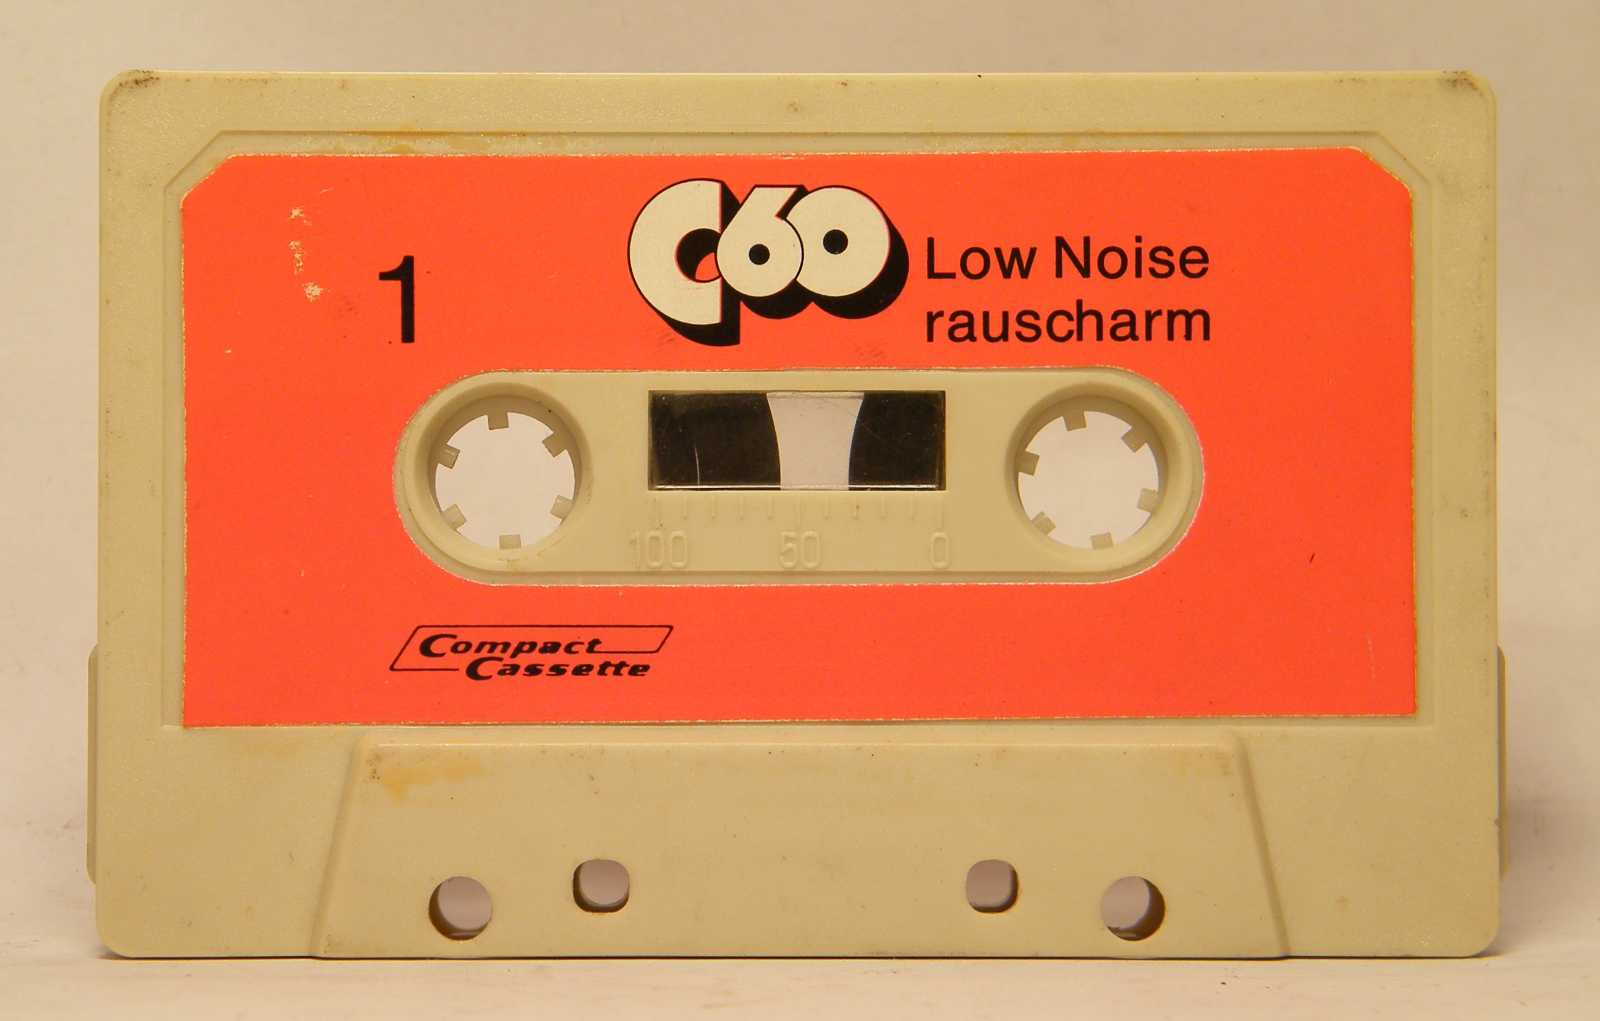 1
C60
Low Noise
rauscharm
100 50 0
Compact
Cassette